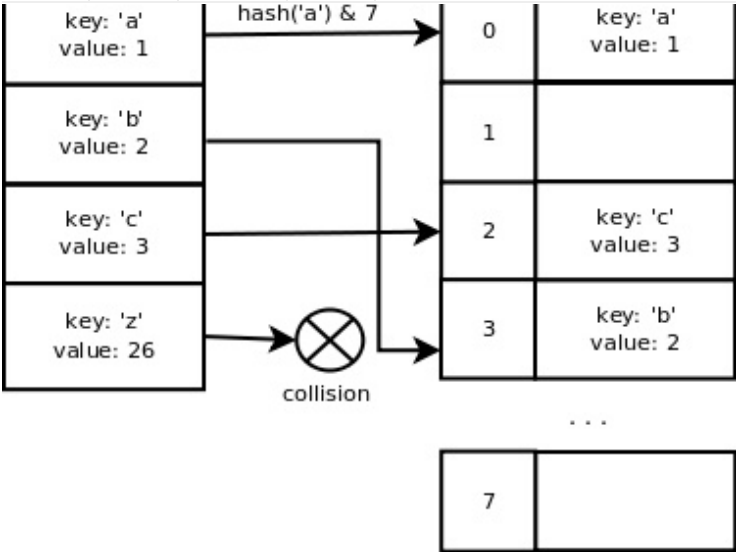 key: 'a'
value: 1
key: 'b'
value: 2
key: 'c'
value: 3
key: 'z'
value: 26
hash('a') & 7
collision
0
key: 'a'
value: 1
1
2
key: 'c'
value: 3
3
key: 'b'
value: 2
. . .
7